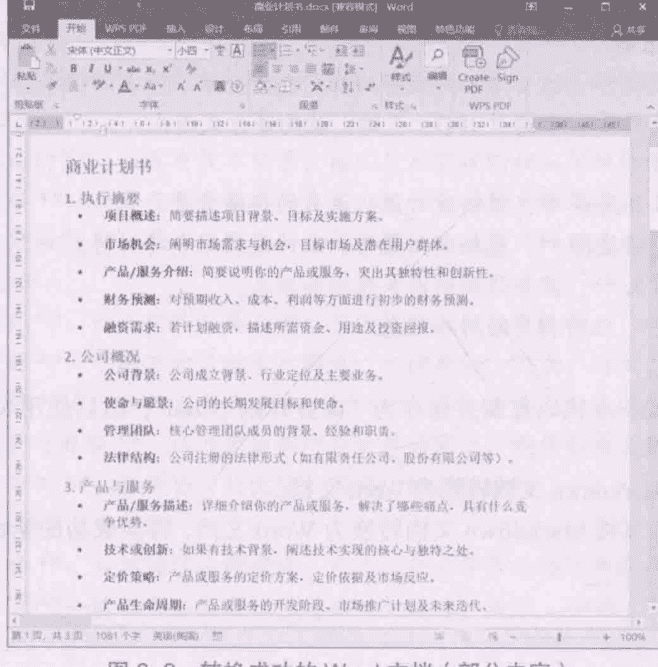 商业计划书.docx [兼容模式] - Word
文件 开始 WPS PDF 插入 设计 布局 引用 邮件 审阅 视图 特色功能 共享
宋体 (中文正文) 小四
粘贴 样式 编辑 Create PDF Sign
剪贴板 字体 段落 样式 WPS PDF
商业计划书
1. 执行摘要
• 项目概述：简要描述项目背景、目标及实施方案。
• 市场机会：阐明市场需求与机会，目标市场及潜在用户群体。
• 产品/服务介绍：简要说明你的产品或服务，突出其独特性和创新性。
• 财务预测：对预期收入、成本、利润等方面进行初步的财务预测。
• 融资需求：若计划融资，描述所需资金、用途及投资回报。
2. 公司概况
• 公司背景：公司成立背景、行业定位及主要业务。
• 使命与愿景：公司的长期发展目标和使命。
• 管理团队：核心管理团队成员的背景、经验和职责。
• 法律结构：公司注册的法律形式（如有限责任公司、股份有限公司等）。
3. 产品与服务
• 产品/服务描述：详细介绍你的产品或服务，解决了哪些痛点，具有什么竞
争优势。
• 技术或创新：如果有技术背景，阐述技术实现的核心与独特之处。
• 定价策略：产品或服务的定价方案，定价依据及市场反应。
• 产品生命周期：产品或服务的开发阶段、市场推广计划及未来迭代、
第1页，共3页 1081个字 英语(美国) 100%